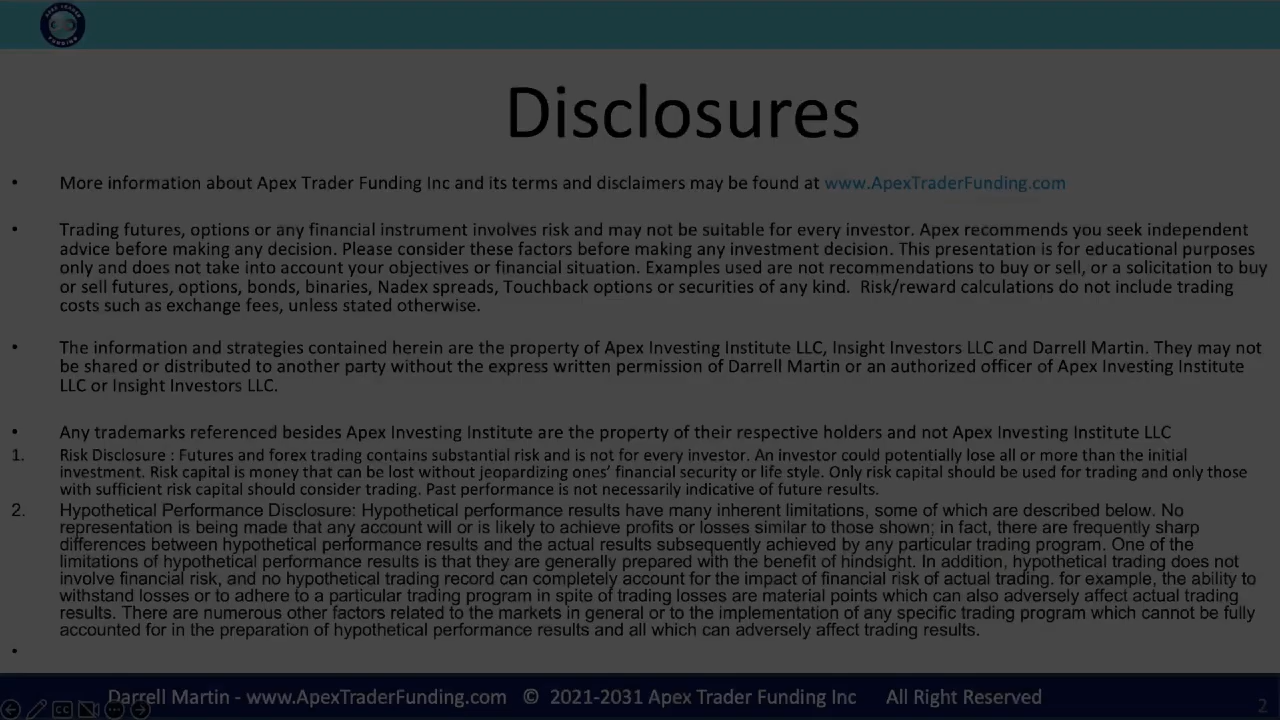 APEX TRADER FUNDING
Disclosures
• More information about Apex Trader Funding Inc and its terms and disclaimers may be found at www.ApexTraderFunding.com
• Trading futures, options or any financial instrument involves risk and may not be suitable for every investor. Apex recommends you seek independent
advice before making any decision. Please consider these factors before making any investment decision. This presentation is for educational purposes
only and does not take into account your objectives or financial situation. Examples used are not recommendations to buy or sell, or a solicitation to buy
or sell futures, options, bonds, binaries, Nadex spreads, Touchback options or securities of any kind.  Risk/reward calculations do not include trading
costs such as exchange fees, unless stated otherwise.
• The information and strategies contained herein are the property of Apex Investing Institute LLC, Insight Investors LLC and Darrell Martin. They may not
be shared or distributed to another party without the express written permission of Darrell Martin or an authorized officer of Apex Investing Institute
LLC or Insight Investors LLC.
• Any trademarks referenced besides Apex Investing Institute are the property of their respective holders and not Apex Investing Institute LLC
1. Risk Disclosure : Futures and forex trading contains substantial risk and is not for every investor. An investor could potentially lose all or more than the initial
investment. Risk capital is money that can be lost without jeopardizing ones’ financial security or life style. Only risk capital should be used for trading and only those
with sufficient risk capital should consider trading. Past performance is not necessarily indicative of future results.
2. Hypothetical Performance Disclosure: Hypothetical performance results have many inherent limitations, some of which are described below. No
representation is being made that any account will or is likely to achieve profits or losses similar to those shown; in fact, there are frequently sharp
differences between hypothetical performance results and the actual results subsequently achieved by any particular trading program. One of the
limitations of hypothetical performance results is that they are generally prepared with the benefit of hindsight. In addition, hypothetical trading does not
involve financial risk, and no hypothetical trading record can completely account for the impact of financial risk of actual trading. for example, the ability to
withstand losses or to adhere to a particular trading program in spite of trading losses are material points which can also adversely affect actual trading
results. There are numerous other factors related to the markets in general or to the implementation of any specific trading program which cannot be fully
accounted for in the preparation of hypothetical performance results and all which can adversely affect trading results.
•
Darrell Martin - www.ApexTraderFunding.com © 2021-2031 Apex Trader Funding Inc All Right Reserved
CC
2